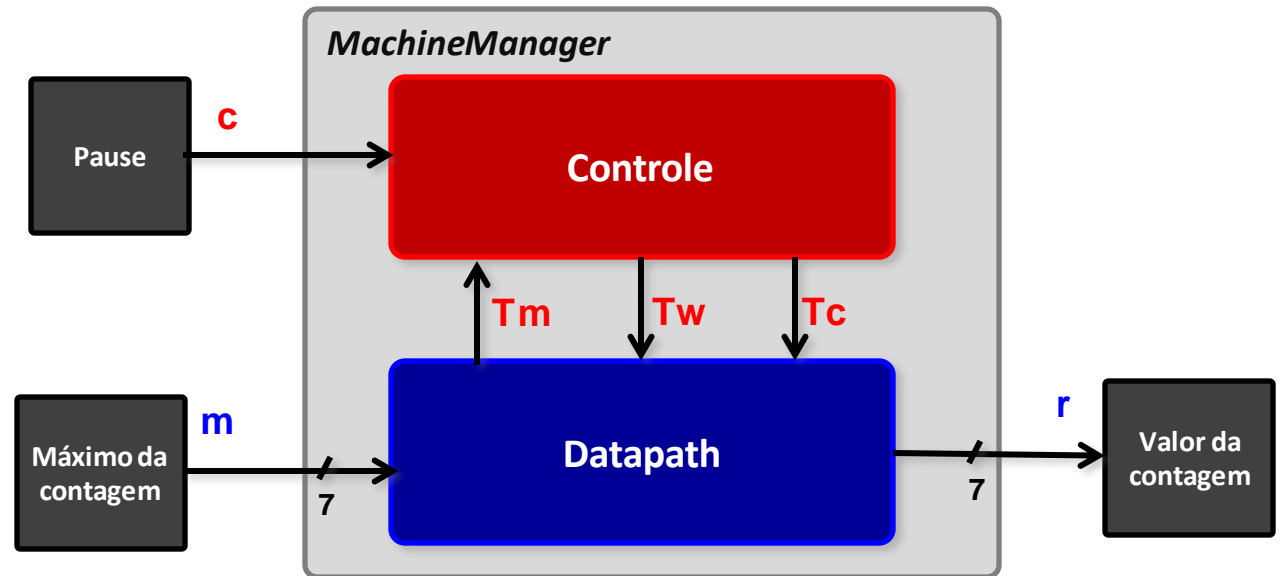 MachineManager
c
Pause
Controle
Tm
Tw
Tc
m
Máximo da
contagem
7
Datapath
r
7
Valor da
contagem